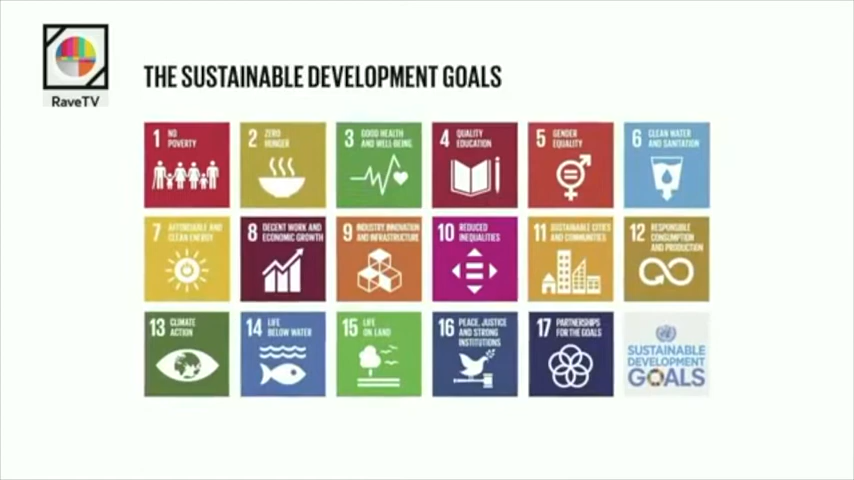 RaveTV
THE SUSTAINABLE DEVELOPMENT GOALS
1 NO
POVERTY
2 ZERO
HUNGER
3 GOOD HEALTH
AND WELL-BEING
4 QUALITY
EDUCATION
5 GENDER
EQUALITY
6 CLEAN WATER
AND SANITATION
7 AFFORDABLE AND
CLEAN ENERGY
8 DECENT WORK AND
ECONOMIC GROWTH
9 INDUSTRY, INNOVATION
AND INFRASTRUCTURE
10 REDUCED
INEQUALITIES
11 SUSTAINABLE CITIES
AND COMMUNITIES
12 RESPONSIBLE
CONSUMPTION
AND PRODUCTION
13 CLIMATE
ACTION
14 LIFE
BELOW WATER
15 LIFE
ON LAND
16 PEACE, JUSTICE
AND STRONG
INSTITUTIONS
17 PARTNERSHIPS
FOR THE GOALS
SUSTAINABLE
DEVELOPMENT
GOALS